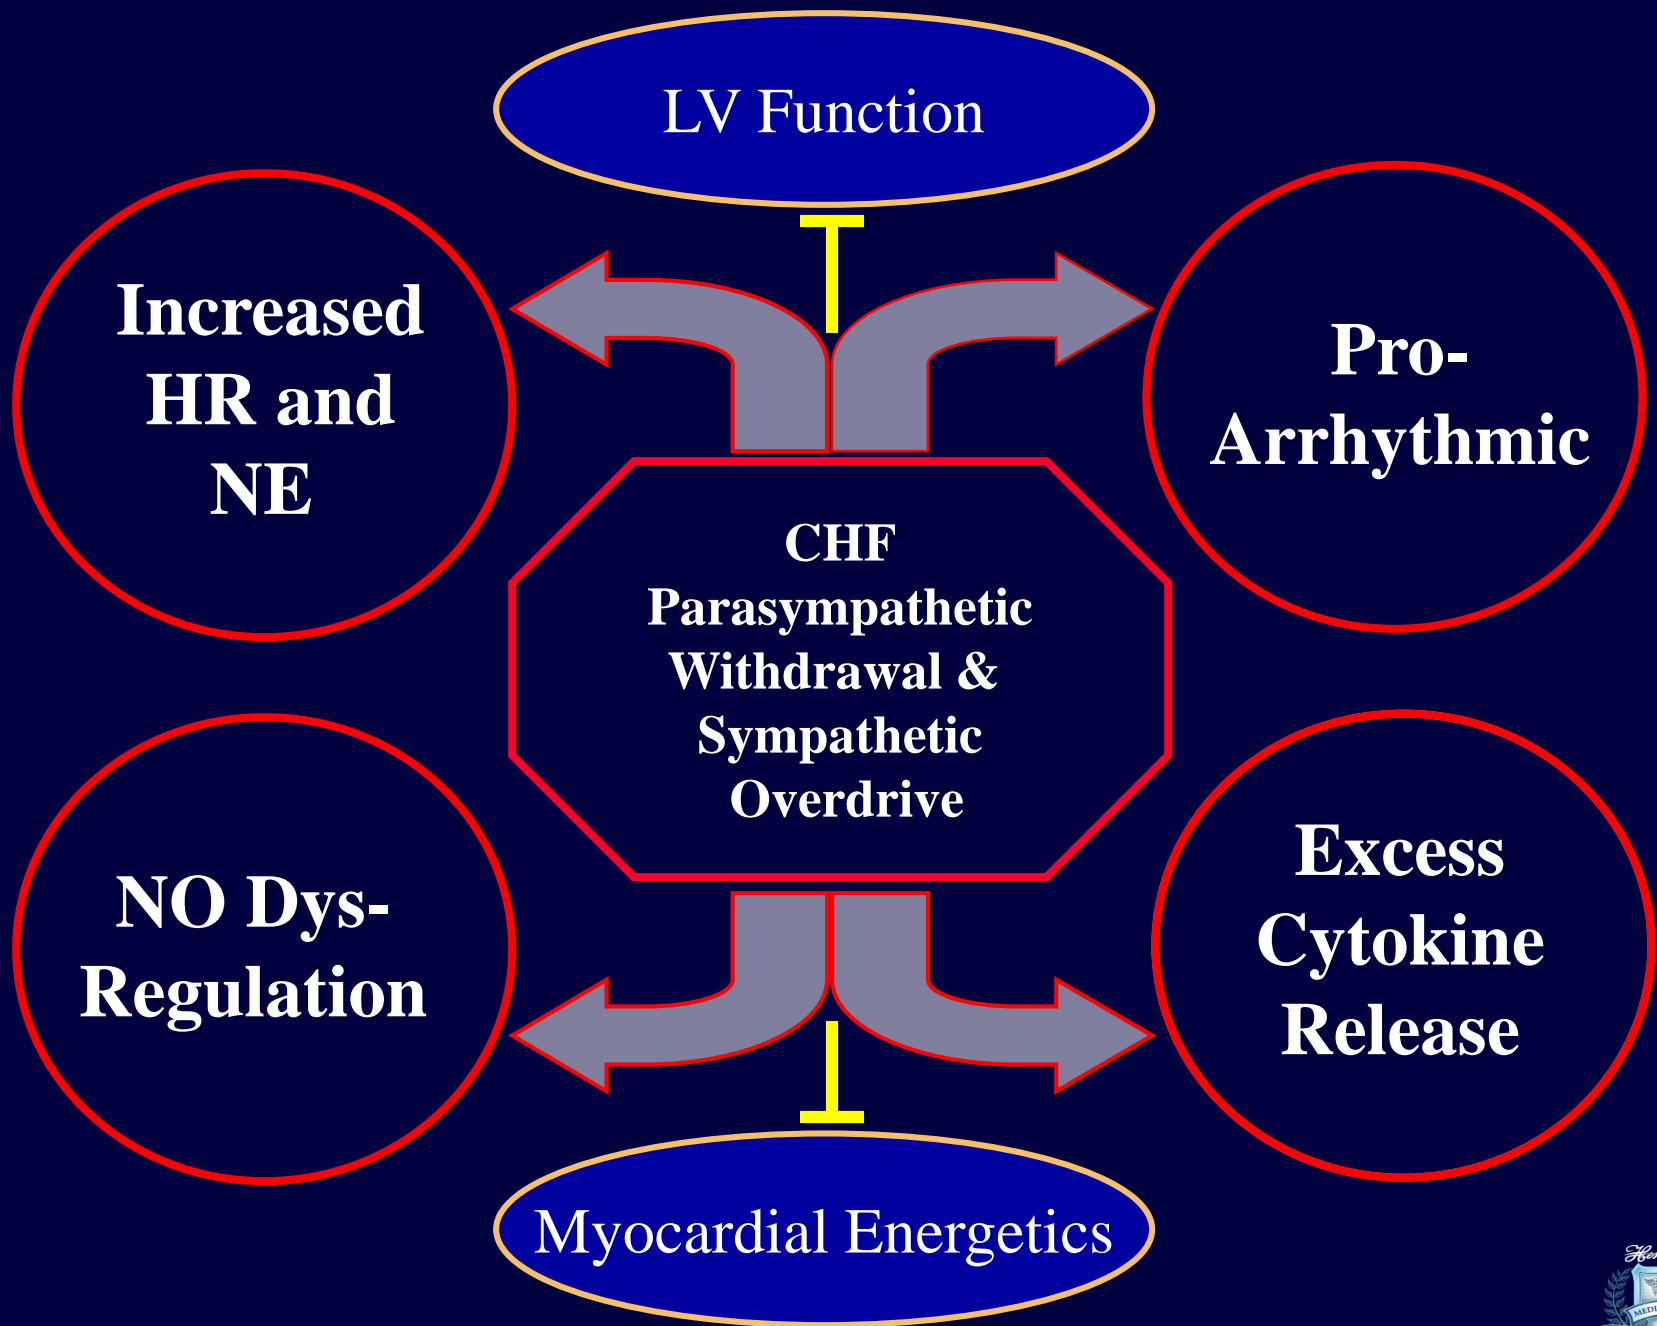 LV Function
Increased
HR and
NE
Pro-
Arrhythmic
CHF
Parasympathetic
Withdrawal &
Sympathetic
Overdrive
NO Dys-
Regulation
Excess
Cytokine
Release
Myocardial Energetics